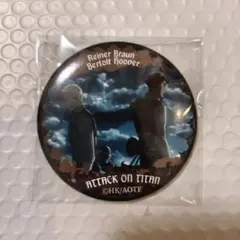 Reiner Braun
Bertolt Hoover
ATTACK ON TITAN
©HK/AOTF